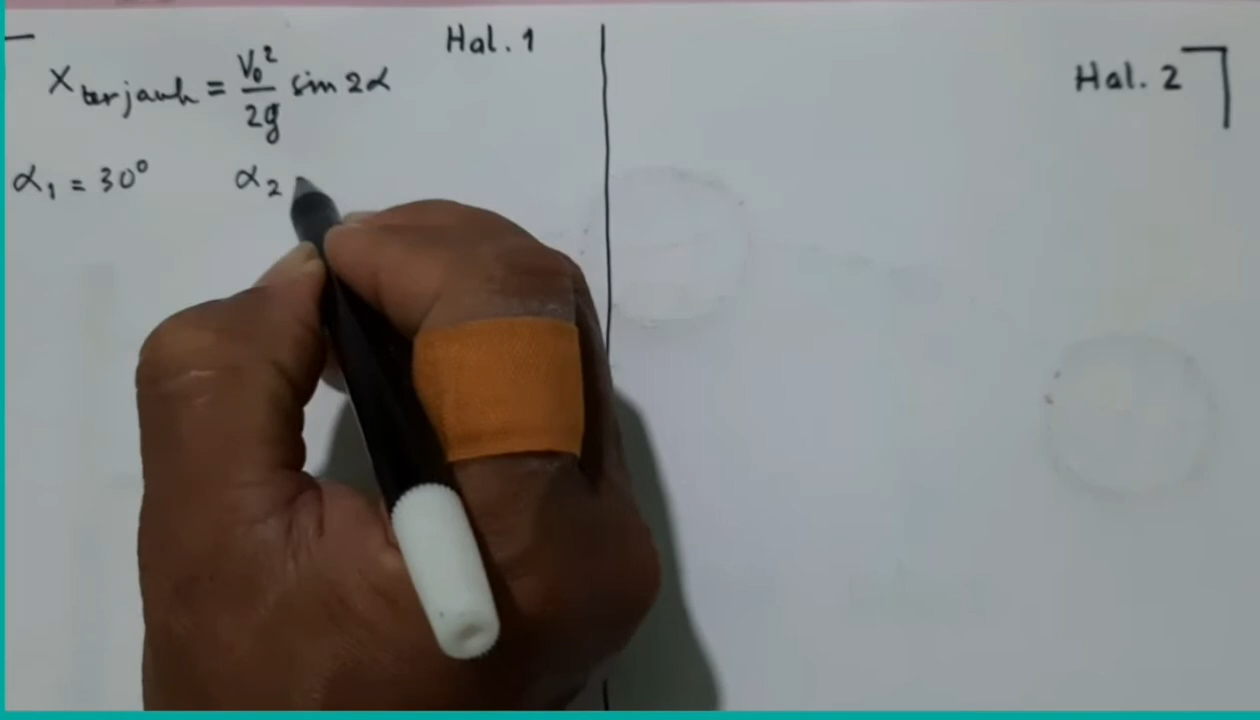 Hal. 1
X terjauh = V₀²/2g sin 2α
α₁ = 30° α₂
Hal. 2